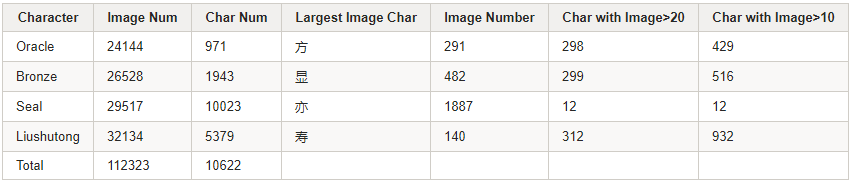 Character Image Num Char Num Largest Image Char Image Number Char with Image>20 Char with Image>10
Oracle 24144 971 方 291 298 429
Bronze 26528 1943 显 482 299 516
Seal 29517 10023 亦 1887 12 12
Liushutong 32134 5379 寿 140 312 932
Total 112323 10622